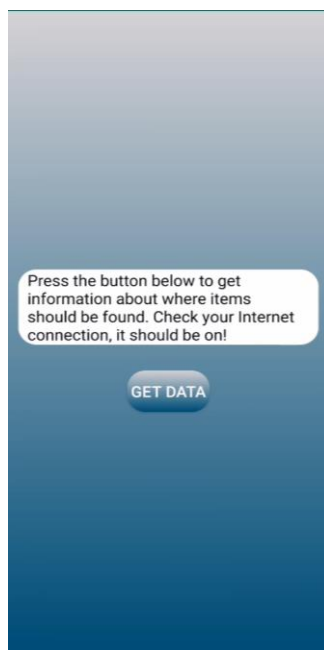 Press the button below to get
information about where items
should be found. Check your Internet
connection, it should be on!
GET DATA